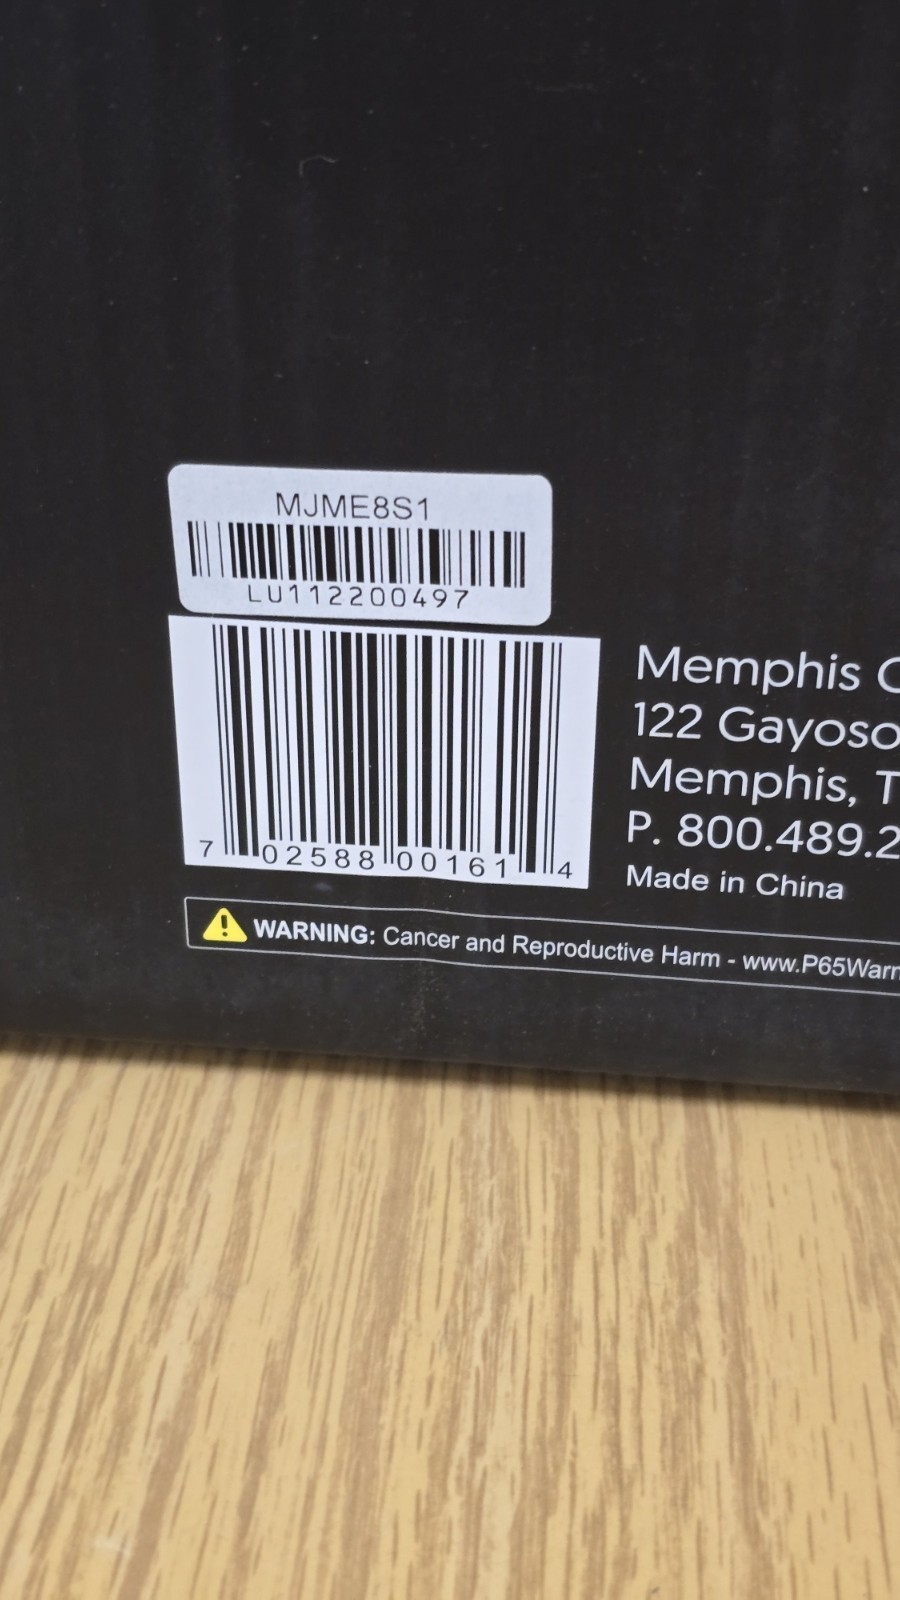 MJME8S1
LU112200497
7 02588 00161 4
Memphis
122 Gayoso
Memphis,
P. 800.489.2
Made in China
WARNING: Cancer and Reproductive Harm - www.P65Warn